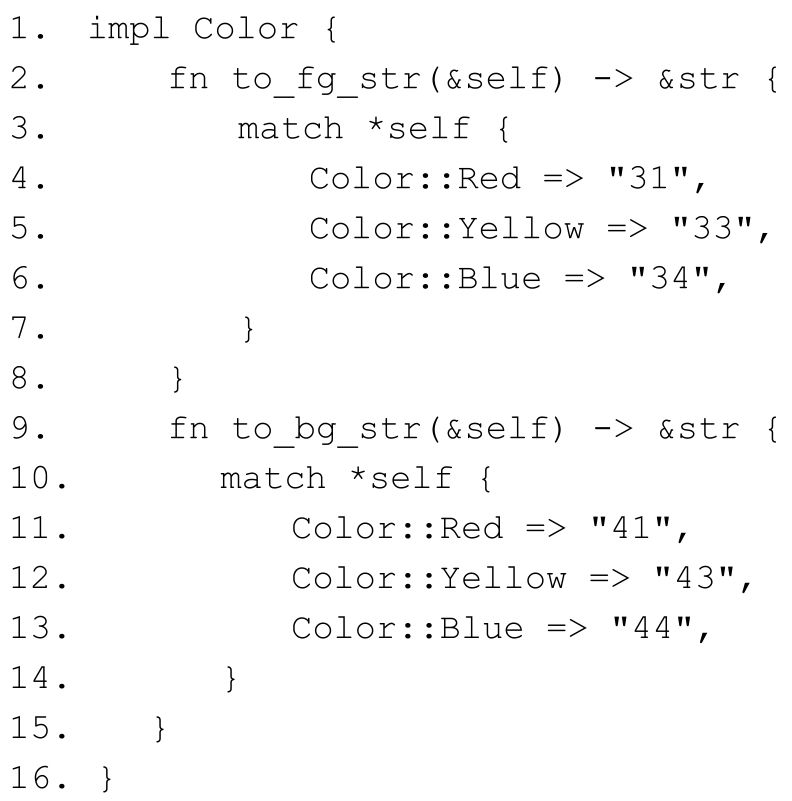 1. impl Color {
2. fn to_fg_str(&self) -> &str {
3. match *self {
4. Color::Red => "31",
5. Color::Yellow => "33",
6. Color::Blue => "34",
7. }
8. }
9. fn to_bg_str(&self) -> &str {
10. match *self {
11. Color::Red => "41",
12. Color::Yellow => "43",
13. Color::Blue => "44",
14. }
15. }
16. }